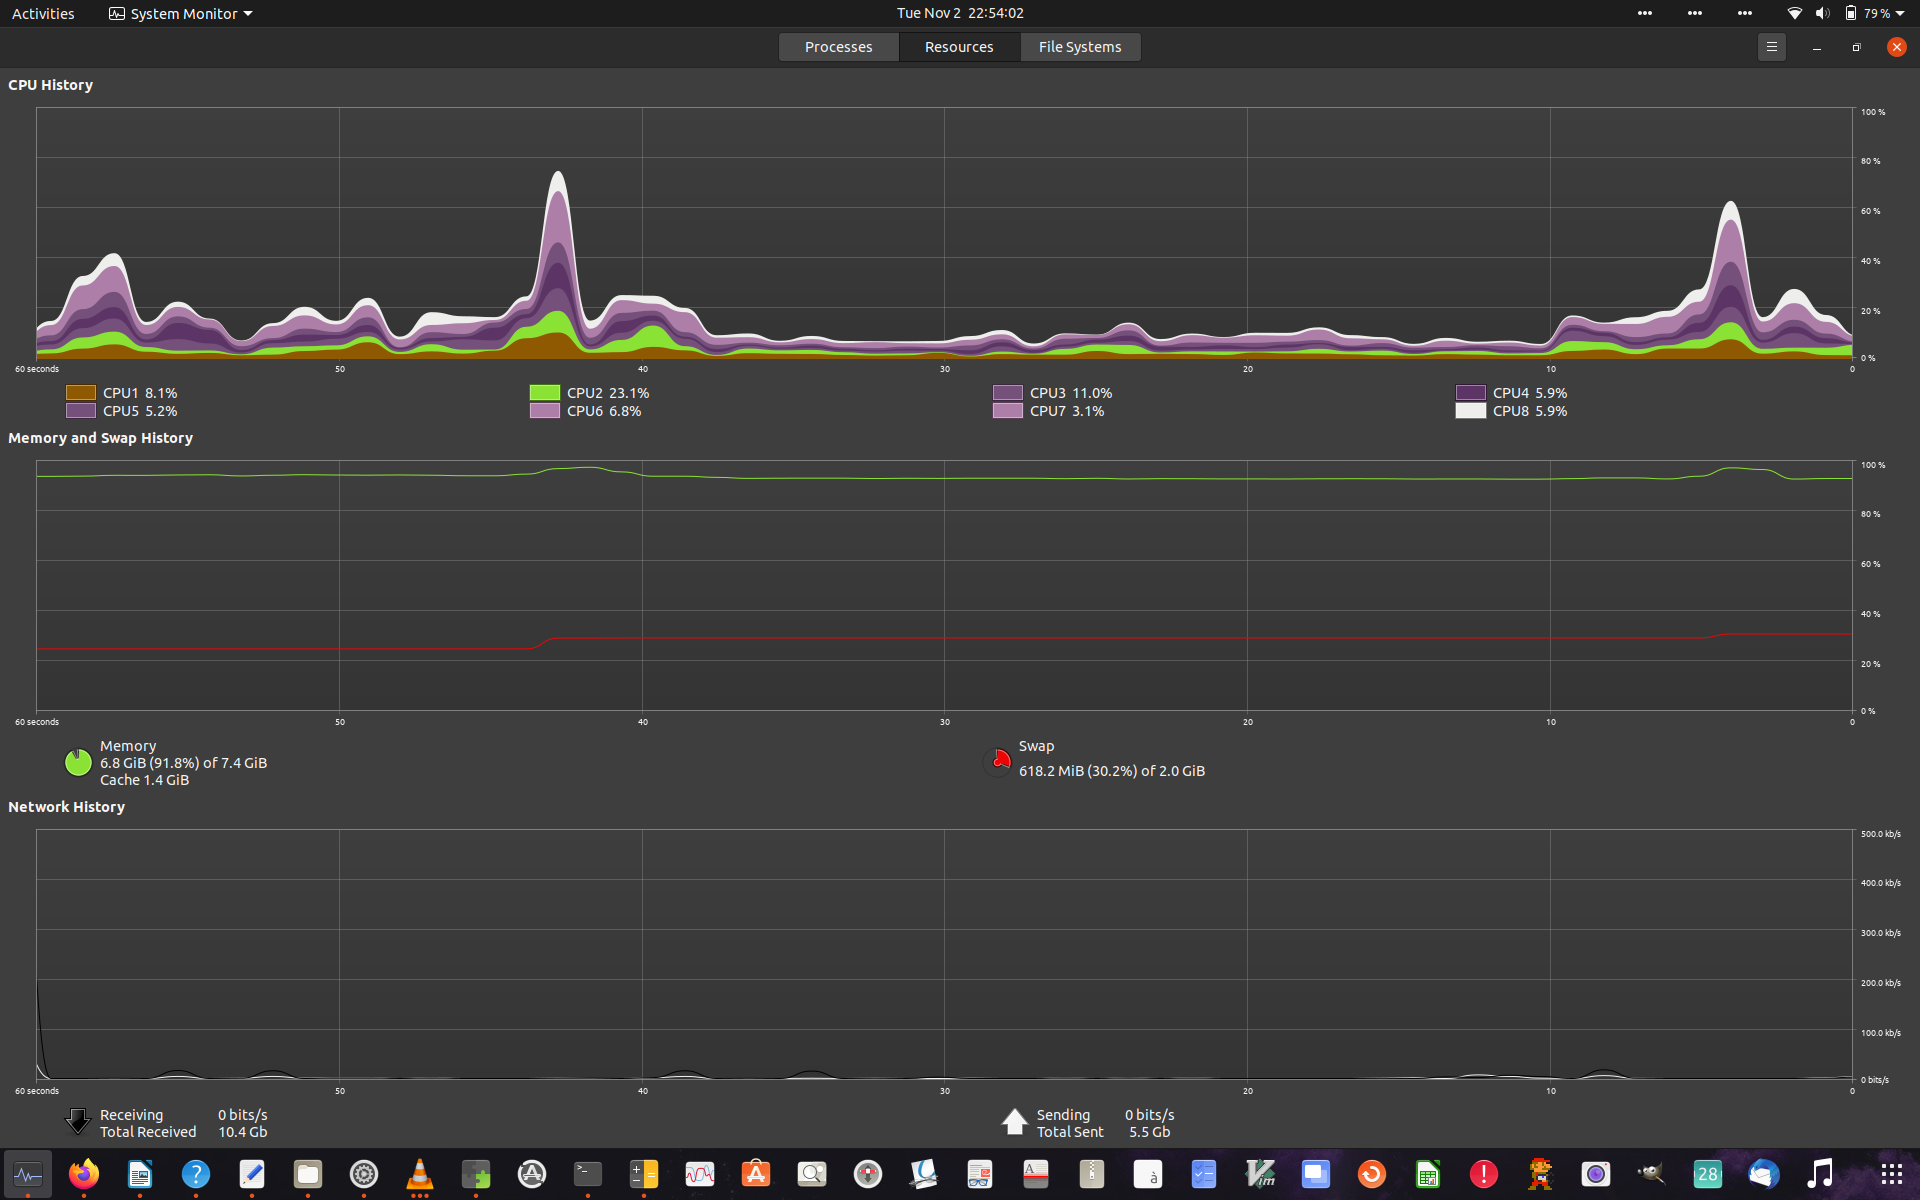 Activities System Monitor Tue Nov 2 22:54:02 79 %
Processes Resources File Systems
CPU History
100 %
80 %
60 %
40 %
20 %
0 %
60 seconds 50 40 30 20 10 0
CPU1 8.1% CPU2 23.1% CPU3 11.0% CPU4 5.9%
CPU5 5.2% CPU6 6.8% CPU7 3.1% CPU8 5.9%
Memory and Swap History
100 %
80 %
60 %
40 %
20 %
0 %
60 seconds 50 40 30 20 10 0
Memory
6.8 GiB (91.8%) of 7.4 GiB
Cache 1.4 GiB
Swap
618.2 MiB (30.2%) of 2.0 GiB
Network History
500.0 kb/s
400.0 kb/s
300.0 kb/s
200.0 kb/s
100.0 kb/s
0 bits/s
60 seconds 50 40 30 20 10 0
Receiving 0 bits/s
Total Received 10.4 Gb
Sending 0 bits/s
Total Sent 5.5 Gb
? >_ A à Vim ! 28